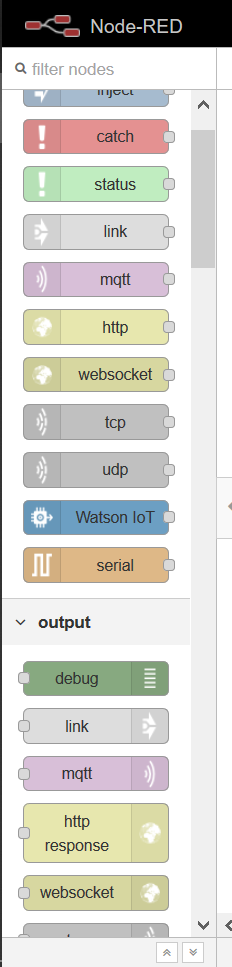 Node-RED
filter nodes
inject
catch
status
link
mqtt
http
websocket
tcp
udp
Watson IoT
serial
output
debug
link
mqtt
http
response
websocket